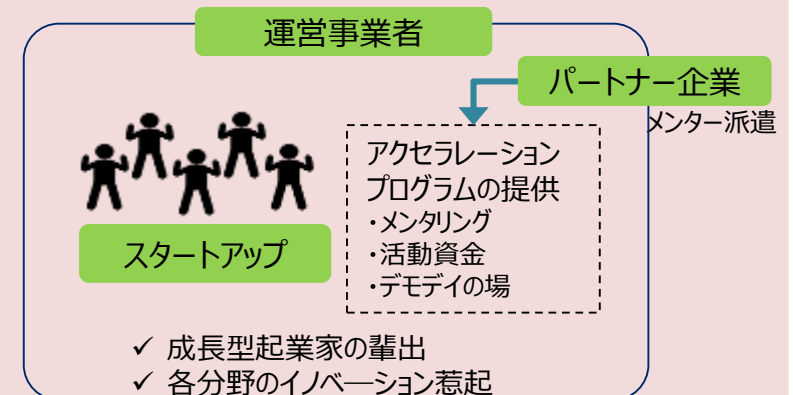 運営事業者
パートナー企業
メンター派遣
アクセラレーション
プログラムの提供
・メンタリング
・活動資金
・デモデイの場
スタートアップ
✓ 成長型起業家の輩出
✓ 各分野のイノベ―ション惹起